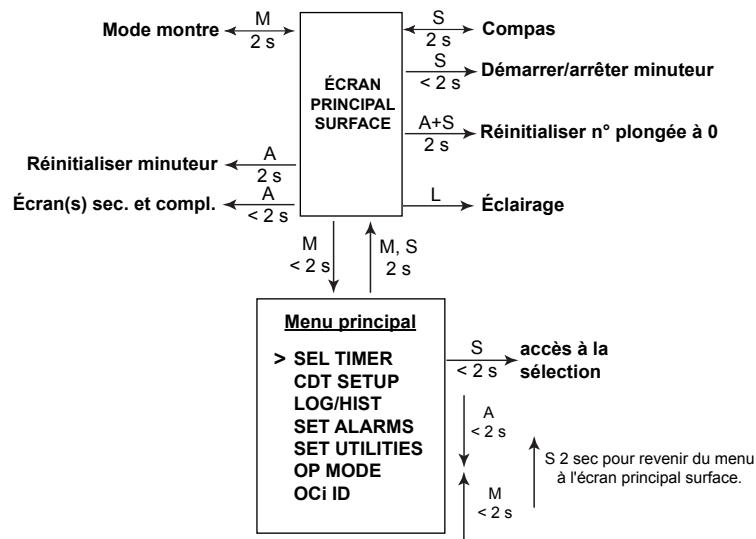 Mode montre
M
2 s
S
2 s
Compas
S
< 2 s
Démarrer/arrêter minuteur
ÉCRAN
PRINCIPAL
SURFACE
A+S
2 s
Réinitialiser n° plongée à 0
Réinitialiser minuteur
A
2 s
Écran(s) sec. et compl.
A
< 2 s
L
Éclairage
M
< 2 s
M, S
2 s
Menu principal
> SEL TIMER
CDT SETUP
LOG/HIST
SET ALARMS
SET UTILITIES
OP MODE
OCi ID
S
< 2 s
accès à la
sélection
A
< 2 s
M
< 2 s
S 2 sec pour revenir du menu
à l'écran principal surface.